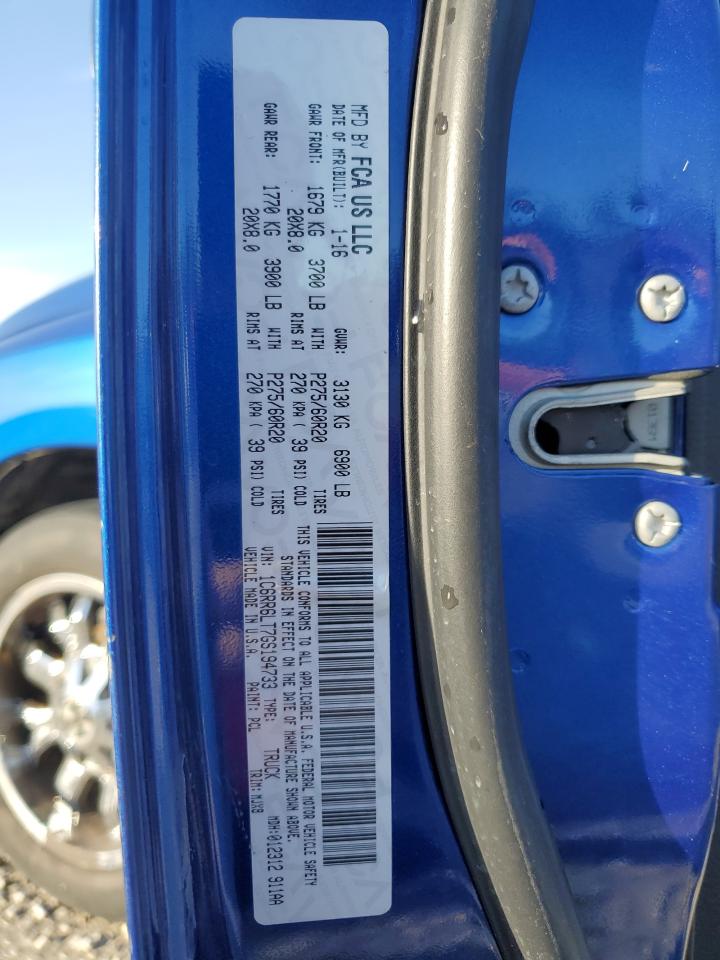 MFD BY FCA US LLC
DATE OF MFR(BUILT): 1-16 GVWR: 3130 KG 6900 LB
GAWR FRONT: 1679 KG 3700 LB WITH P275/60R20 TIRES
20X8.0 RIMS AT 270 KPA ( 39 PSI) COLD
GAWR REAR: 1770 KG 3900 LB WITH P275/60R20 TIRES
20X8.0 RIMS AT 270 KPA ( 39 PSI) COLD
THIS VEHICLE CONFORMS TO ALL APPLICABLE U.S.A. FEDERAL MOTOR VEHICLE SAFETY
STANDARDS IN EFFECT ON THE DATE OF MANUFACTURE SHOWN ABOVE.
VIN: 1C6RR6LT7GS194733 TYPE: TRUCK MDH:012312 911AA
VEHICLE MADE IN U.S.A. PAINT: PCL TRIM: MJX8